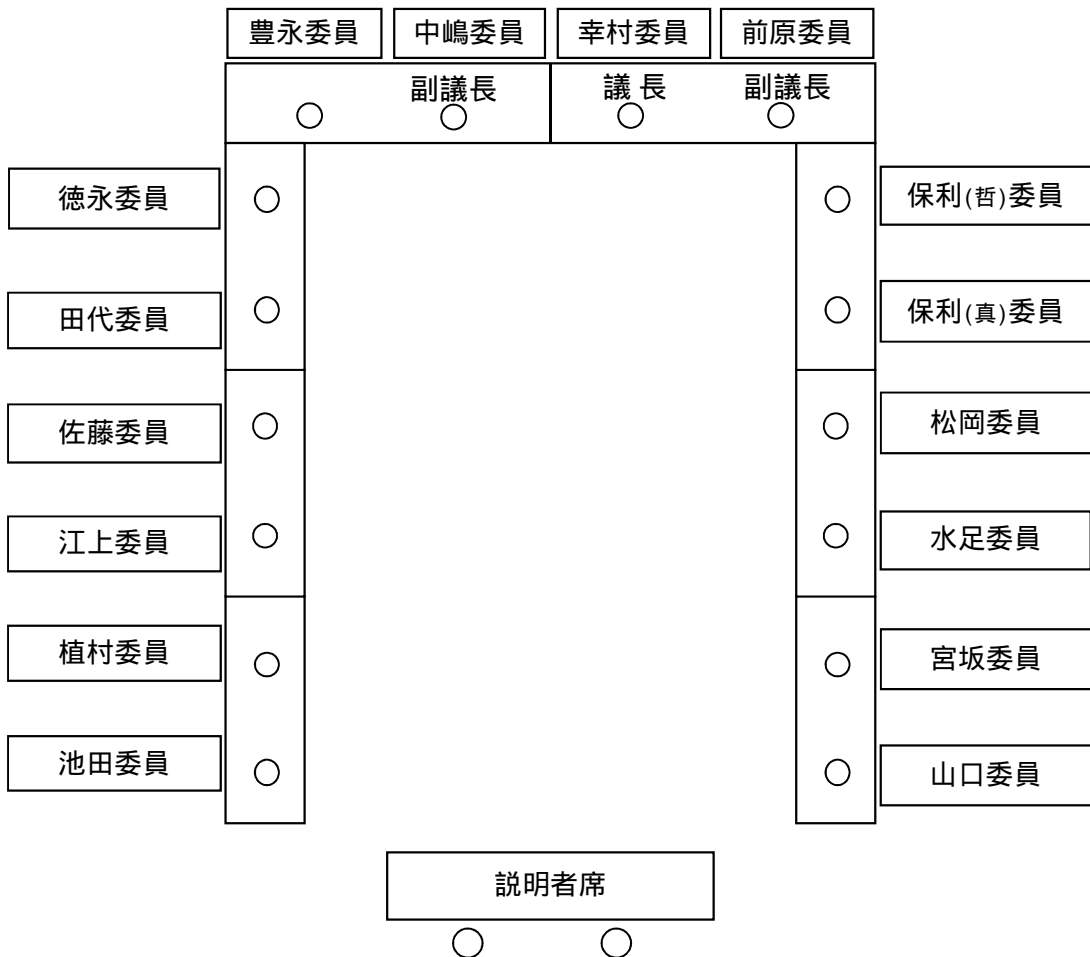 豊永委員 中嶋委員 幸村委員 前原委員
副議長 議 長 副議長
徳永委員 保利(哲)委員
田代委員 保利(真)委員
佐藤委員 松岡委員
江上委員 水足委員
植村委員 宮坂委員
池田委員 山口委員
説明者席